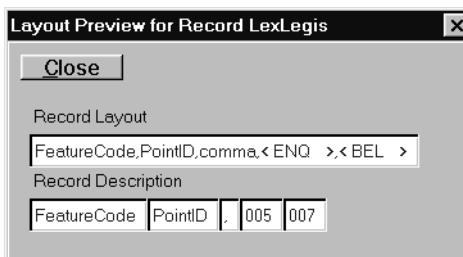 Layout Preview for Record LexLegis
Close
Record Layout
FeatureCode,PointID,comma,< ENQ >,< BEL >
Record Description
FeatureCode PointID , 005 007